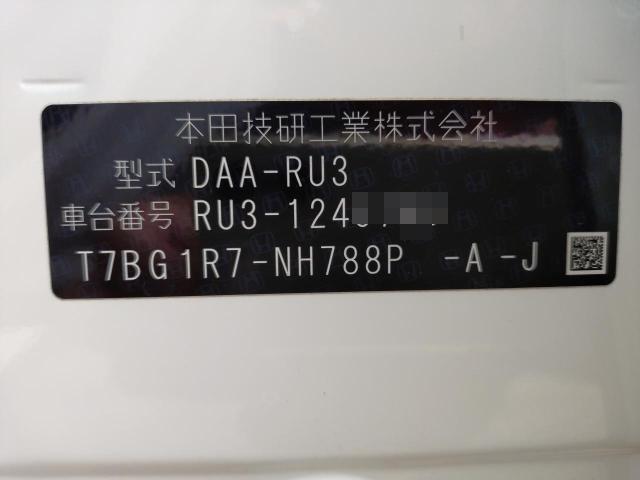 本田技研工業株式会社
型式 DAA-RU3
車台番号 RU3-124
T7BG1R7-NH788P -A -J